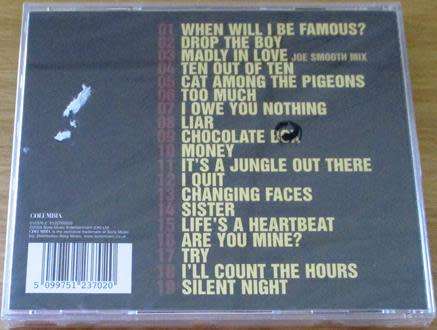 01 WHEN WILL I BE FAMOUS?
02 DROP THE BOY
03 MADLY IN LOVE JOE SMOOTH MIX
04 TEN OUT OF TEN
05 CAT AMONG THE PIGEONS
06 TOO MUCH
07 I OWE YOU NOTHING
08 LIAR
09 CHOCOLATE BOX
10 MONEY
11 IT'S A JUNGLE OUT THERE
12 I QUIT
13 CHANGING FACES
14 SISTER
LIFE'S A HEARTBEAT
ARE YOU MINE?
17 TRY
18 I'LL COUNT THE HOURS
19 SILENT NIGHT
COLUMBIA
5 099751 237020